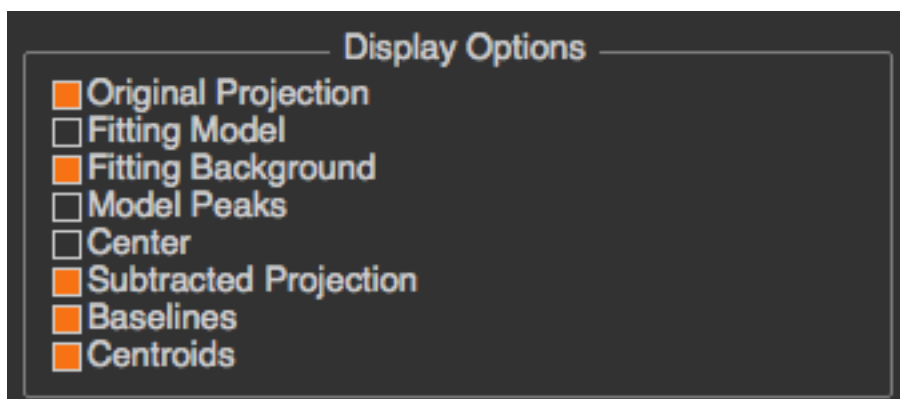 Display Options
Original Projection
Fitting Model
Fitting Background
Model Peaks
Center
Subtracted Projection
Baselines
Centroids